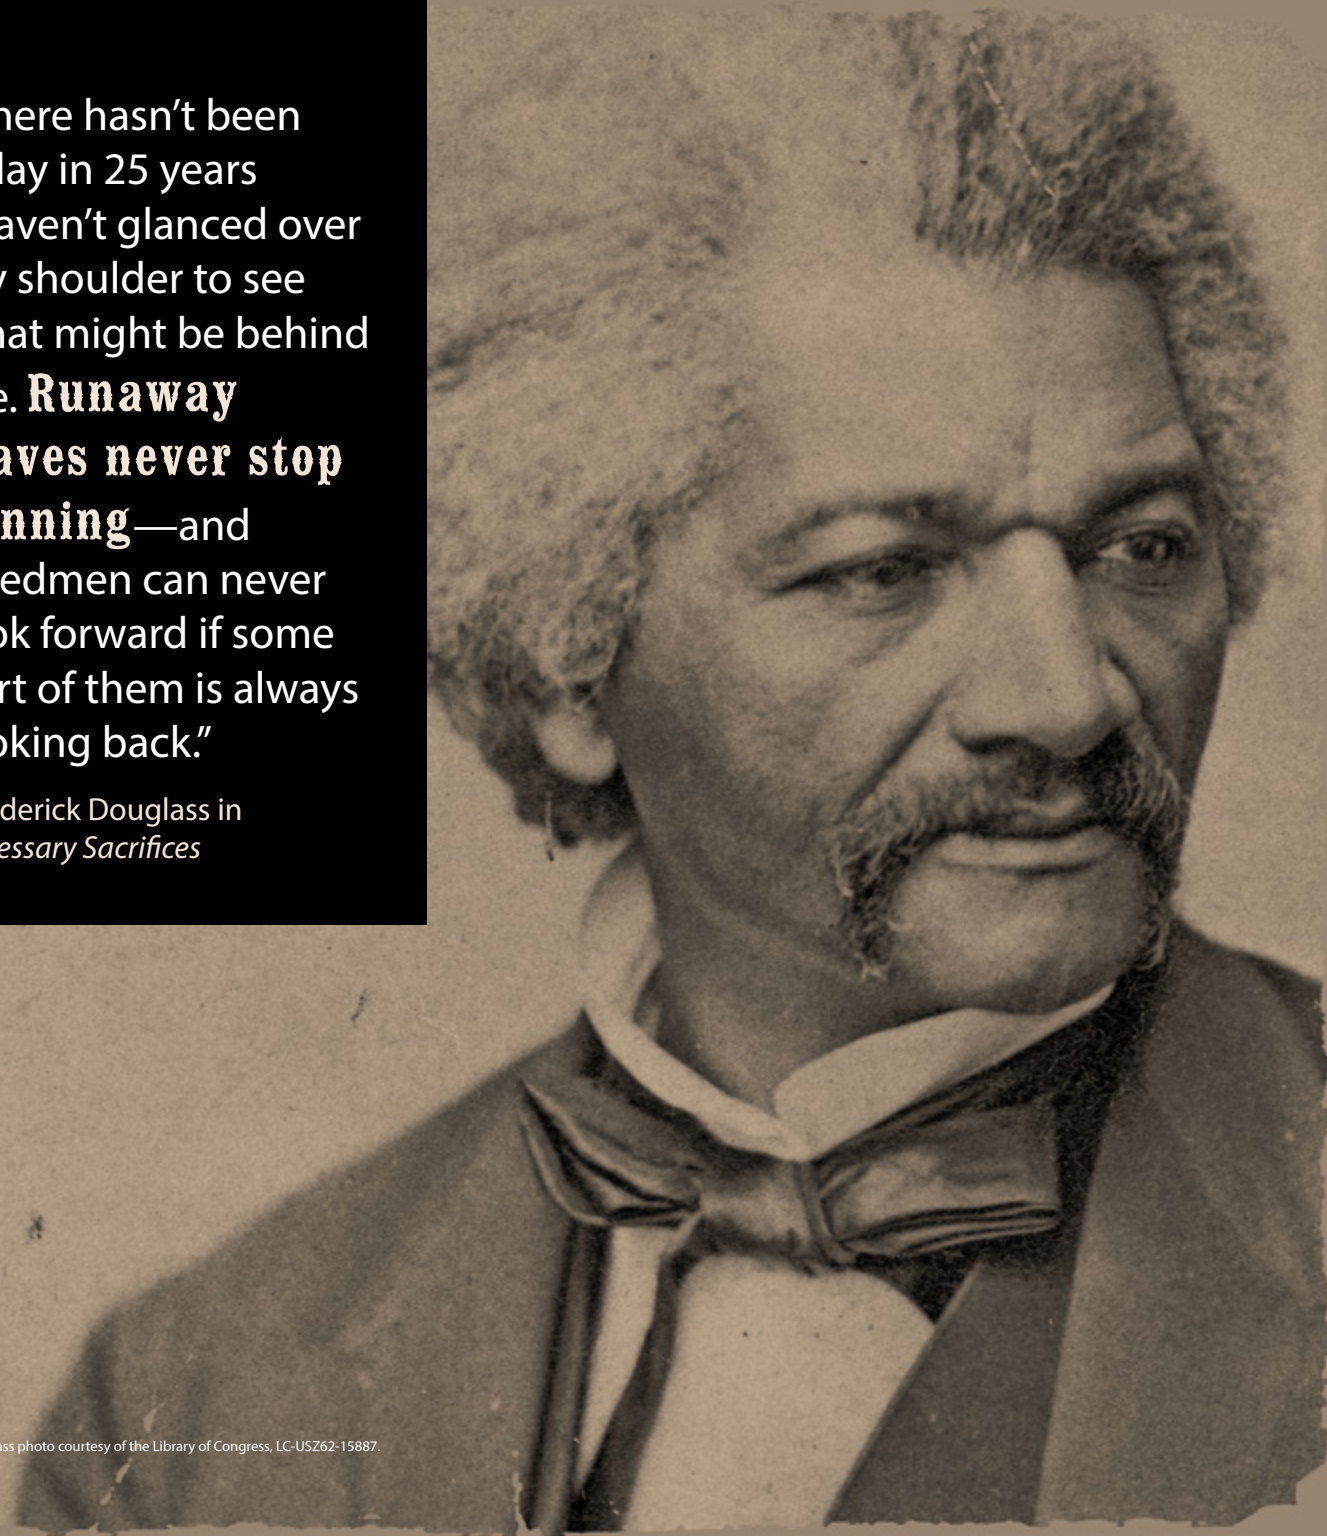 here hasn’t been
lay in 25 years
aven’t glanced over
y shoulder to see
hat might be behind
e. Runaway
aves never stop
nning—and
edmen can never
ok forward if some
rt of them is always
oking back.”
derick Douglass in
essary Sacrifices
ass photo courtesy of the Library of Congress, LC-USZ62-15887.